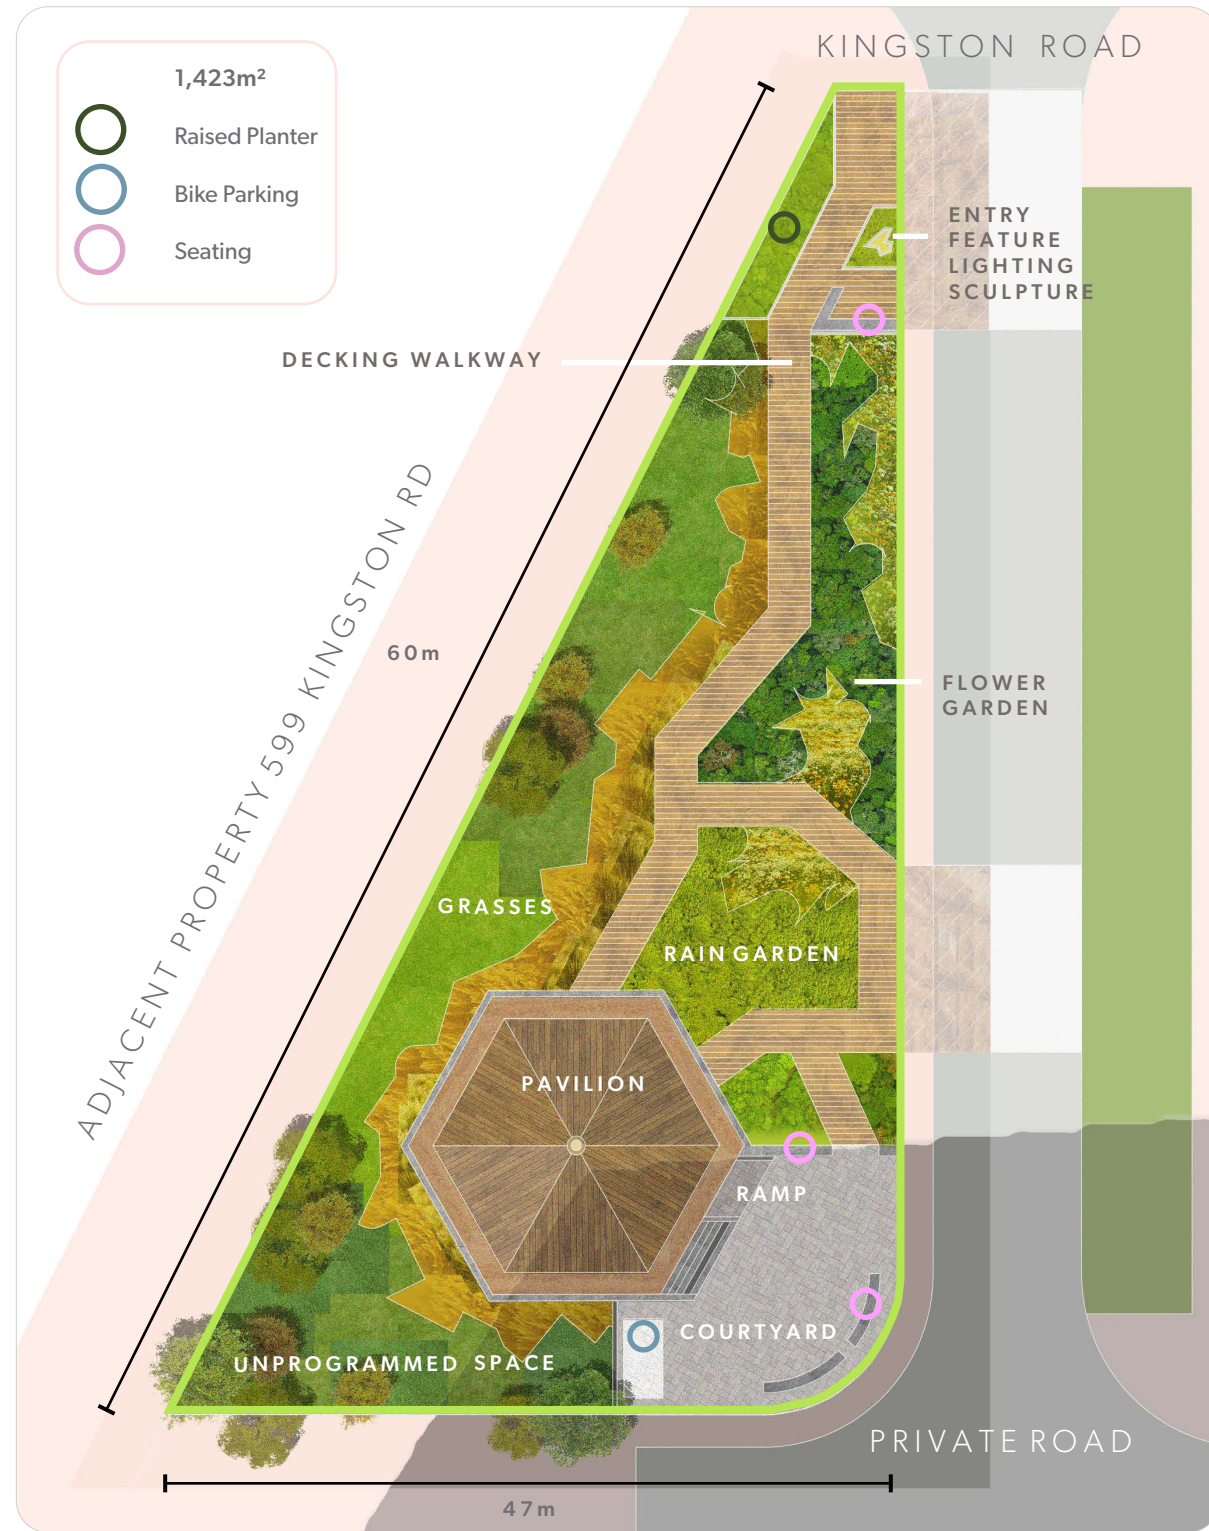 KINGSTON ROAD
1,423m²
Raised Planter
Bike Parking
Seating
ENTRY
FEATURE
LIGHTING
SCULPTURE
DECKING WALKWAY
ADJACENT PROPERTY 599 KINGSTON RD
60m
FLOWER
GARDEN
GRASSES
RAIN GARDEN
PAVILION
RAMP
COURTYARD
UNPROGRAMMED SPACE
PRIVATE ROAD
47m